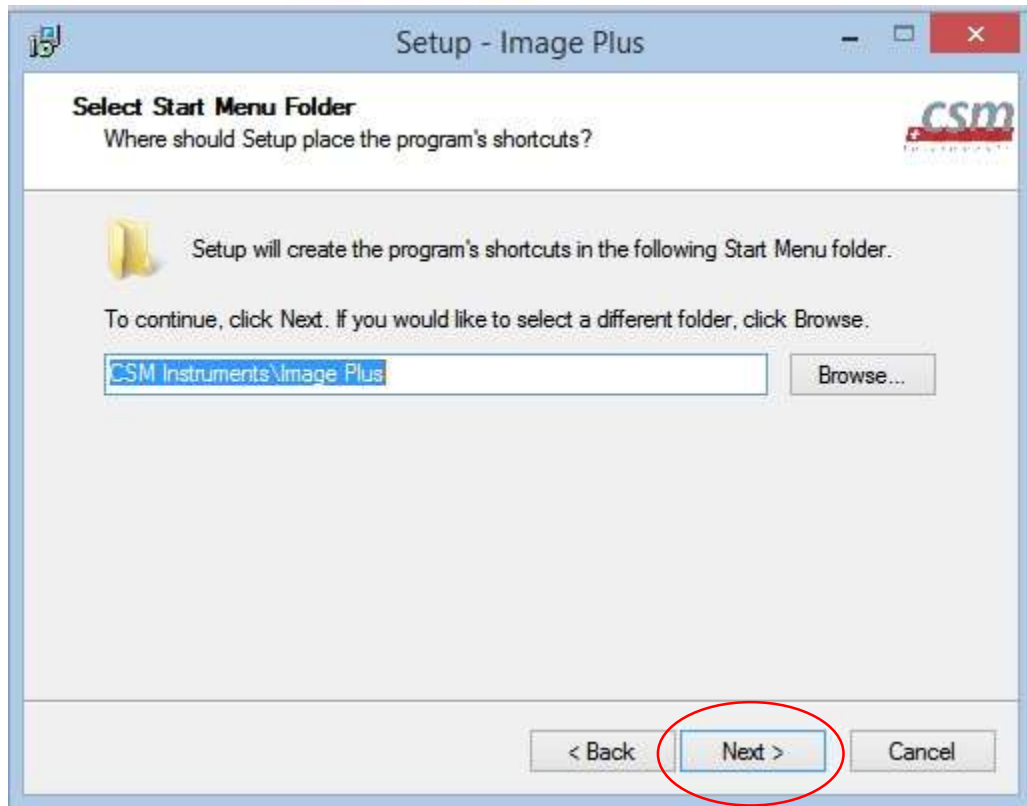 Setup - Image Plus
Select Start Menu Folder
Where should Setup place the program's shortcuts?
csm
Setup will create the program's shortcuts in the following Start Menu folder.
To continue, click Next. If you would like to select a different folder, click Browse.
CSM Instruments\Image Plus
Browse...
< Back
Next >
Cancel